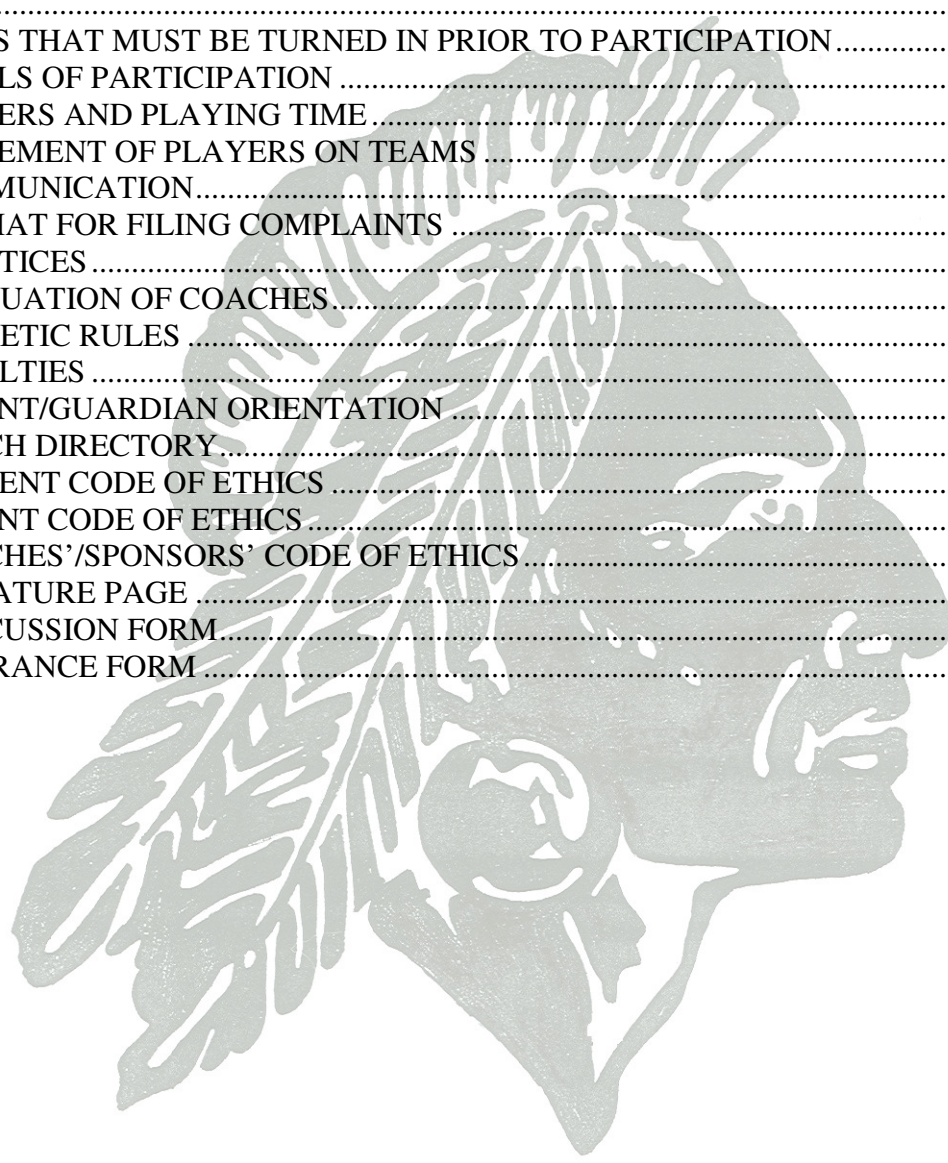 ....................................................................................................
S THAT MUST BE TURNED IN PRIOR TO PARTICIPATION...............
LS OF PARTICIPATION ......................................................................
ERS AND PLAYING TIME..................................................................
EMENT OF PLAYERS ON TEAMS .....................................................
MUNICATION.....................................................................................
AT FOR FILING COMPLAINTS .........................................................
TICES ..................................................................................................
UATION OF COACHES.......................................................................
ETIC RULES .......................................................................................
LTIES ..................................................................................................
NT/GUARDIAN ORIENTATION .........................................................
CH DIRECTORY..................................................................................
ENT CODE OF ETHICS .......................................................................
NT CODE OF ETHICS..........................................................................
CHES'/SPONSORS' CODE OF ETHICS ................................................
ATURE PAGE ......................................................................................
CUSSION FORM..................................................................................
RANCE FORM .....................................................................................